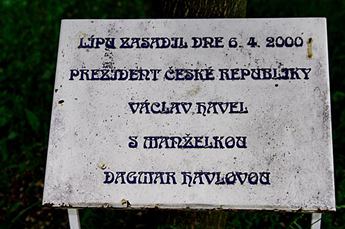 LÍPU ZASADIL DNE 6. 4. 2000
PREZIDENT ČESKÉ REPUBLIKY
VÁCLAV HAVEL
S MANŽELKOU
DAGMAR HAVLOVOU